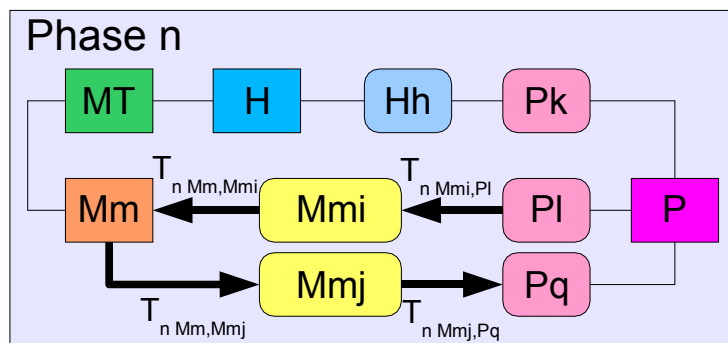 Phase n
MT H Hh Pk
T n Mm,Mmi T n Mmi,Pl
Mm Mmi Pl P
Mmj Pq
T n Mm,Mmj T n Mmj,Pq